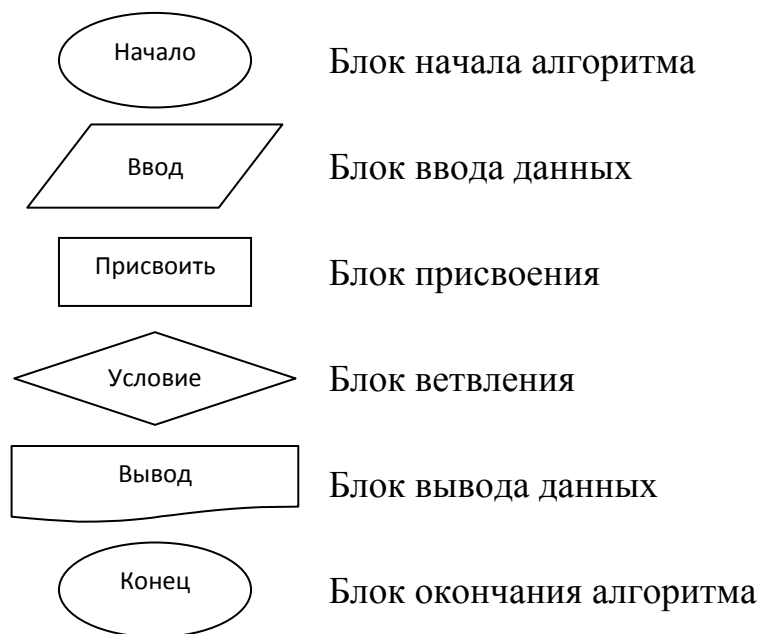 Начало Блок начала алгоритма
Ввод Блок ввода данных
Присвоить Блок присвоения
Условие Блок ветвления
Вывод Блок вывода данных
Конец Блок окончания алгоритма